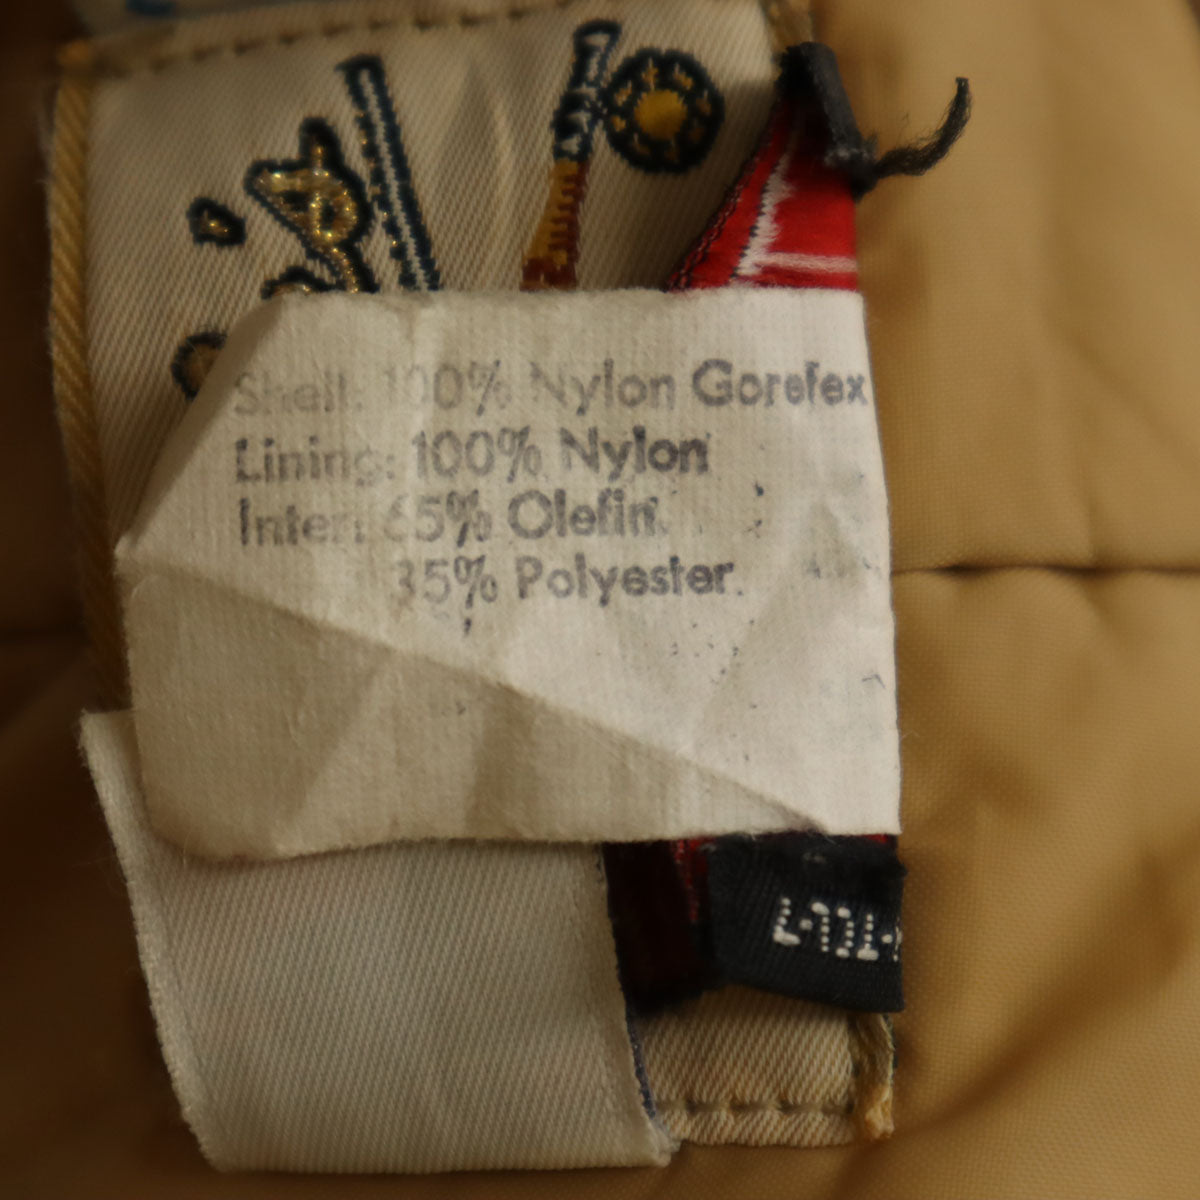 Shell: 100% Nylon Gorefex
Lining: 100% Nylon
Inter: 65% Olefin.
35% Polyester.